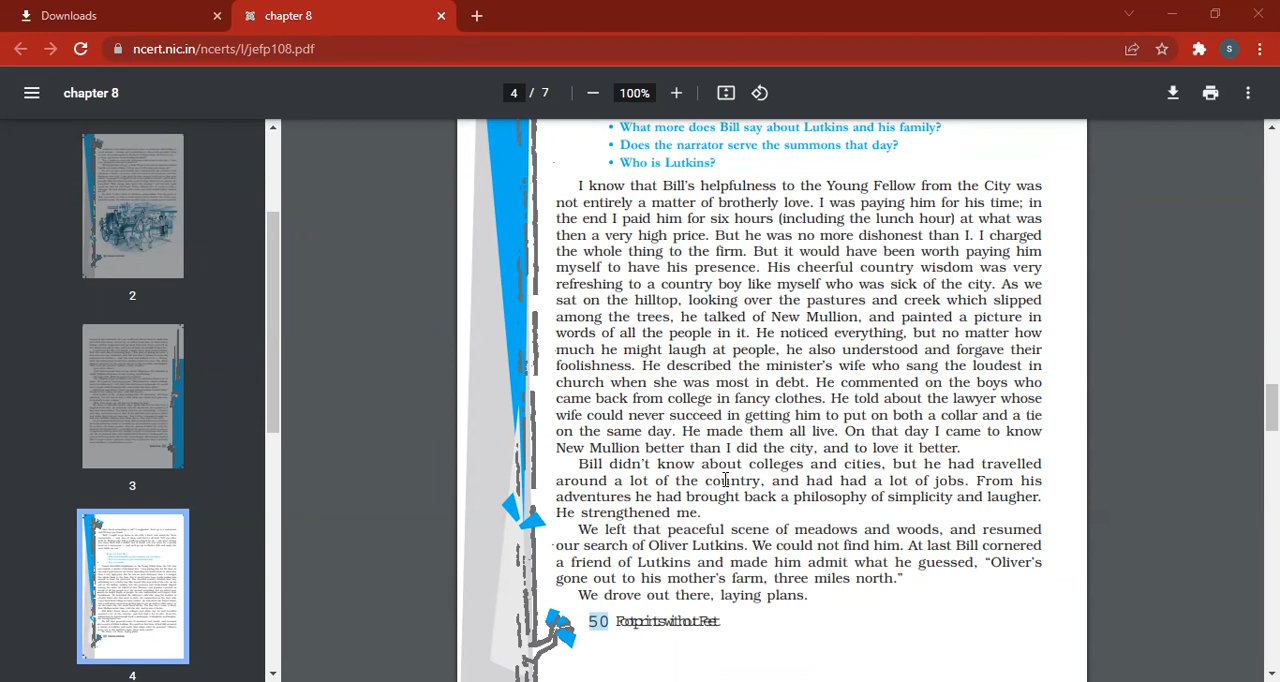 Downloads
chapter 8
ncert.nic.in/ncerts/l/jefp108.pdf
S
chapter 8
4 / 7
100%
2
3
4
• What more does Bill say about Lutkins and his family?
• Does the narrator serve the summons that day?
• Who is Lutkins?
I know that Bill's helpfulness to the Young Fellow from the City was
not entirely a matter of brotherly love. I was paying him for his time; in
the end I paid him for six hours (including the lunch hour) at what was
then a very high price. But he was no more dishonest than I. I charged
the whole thing to the firm. But it would have been worth paying him
myself to have his presence. His cheerful country wisdom was very
refreshing to a country boy like myself who was sick of the city. As we
sat on the hilltop, looking over the pastures and creek which slipped
among the trees, he talked of New Mullion, and painted a picture in
words of all the people in it. He noticed everything, but no matter how
much he might laugh at people, he also understood and forgave their
foolishness. He described the minister's wife who sang the loudest in
church when she was most in debt. He commented on the boys who
came back from college in fancy clothes. He told about the lawyer whose
wife could never succeed in getting him to put on both a collar and a tie
on the same day. He made them all live. On that day I came to know
New Mullion better than I did the city, and to love it better.
Bill didn't know about colleges and cities, but he had travelled
around a lot of the country, and had had a lot of jobs. From his
adventures he had brought back a philosophy of simplicity and laugher.
He strengthened me.
We left that peaceful scene of meadows and woods, and resumed
our search of Oliver Lutkins. We could not find him. At last Bill cornered
a friend of Lutkins and made him admit what he guessed, “Oliver's
gone out to his mother's farm, three miles north.”
We drove out there, laying plans.
50